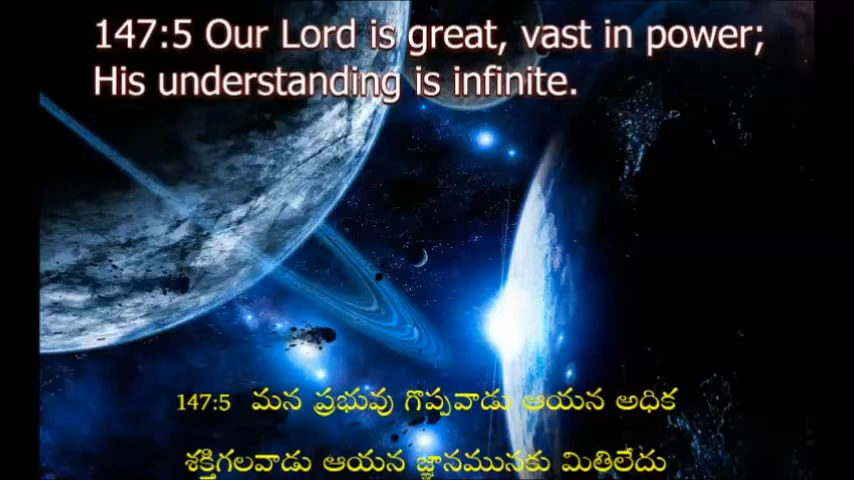 147:5 Our Lord is great, vast in power;
His understanding is infinite.
147:5 మన ప్రభువు గొప్పవాడు ఆయన అధిక
శక్తిగలవాడు ఆయన జ్ఞానమునకు మితిలేదు